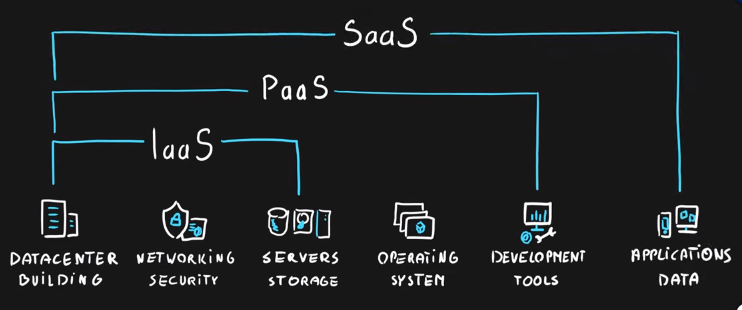 SaaS
PaaS
IaaS
DATACENTER
BUILDING
NETWORKING
SECURITY
SERVERS
STORAGE
OPERATING
SYSTEM
DEVELOPMENT
TOOLS
APPLICATIONS
DATA